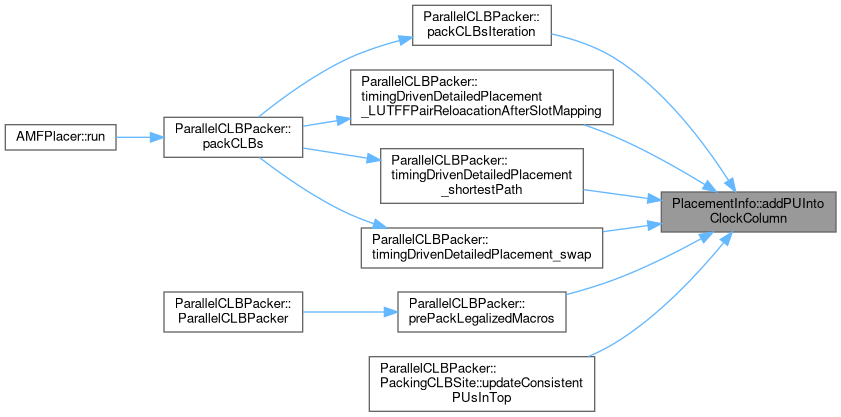 AMFPlacer::run
ParallelCLBPacker::
packCLBs
ParallelCLBPacker::
packCLBsIteration
ParallelCLBPacker::
timingDrivenDetailedPlacement
_LUTFFPairReloacationAfterSlotMapping
ParallelCLBPacker::
timingDrivenDetailedPlacement
_shortestPath
ParallelCLBPacker::
timingDrivenDetailedPlacement_swap
PlacementInfo::addPUInto
ClockColumn
ParallelCLBPacker::
ParallelCLBPacker
ParallelCLBPacker::
prePackLegalizedMacros
ParallelCLBPacker::
PackingCLBSite::updateConsistent
PUsInTop